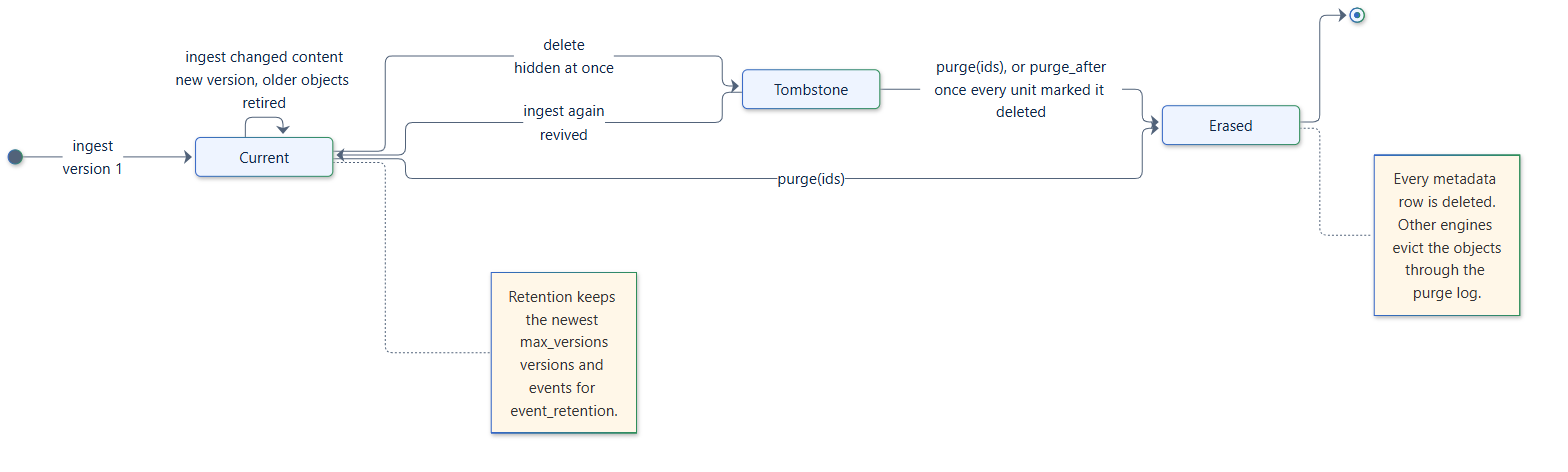 ingest
version 1
ingest changed content
new version, older objects
retired
Current
delete
hidden at once
ingest again
revived
purge(ids)
Tombstone
purge(ids), or purge_after
once every unit marked it
deleted
Erased
Retention keeps
the newest
max_versions
versions and
events for
event_retention.
Every metadata
row is deleted.
Other engines
evict the objects
through the
purge log.